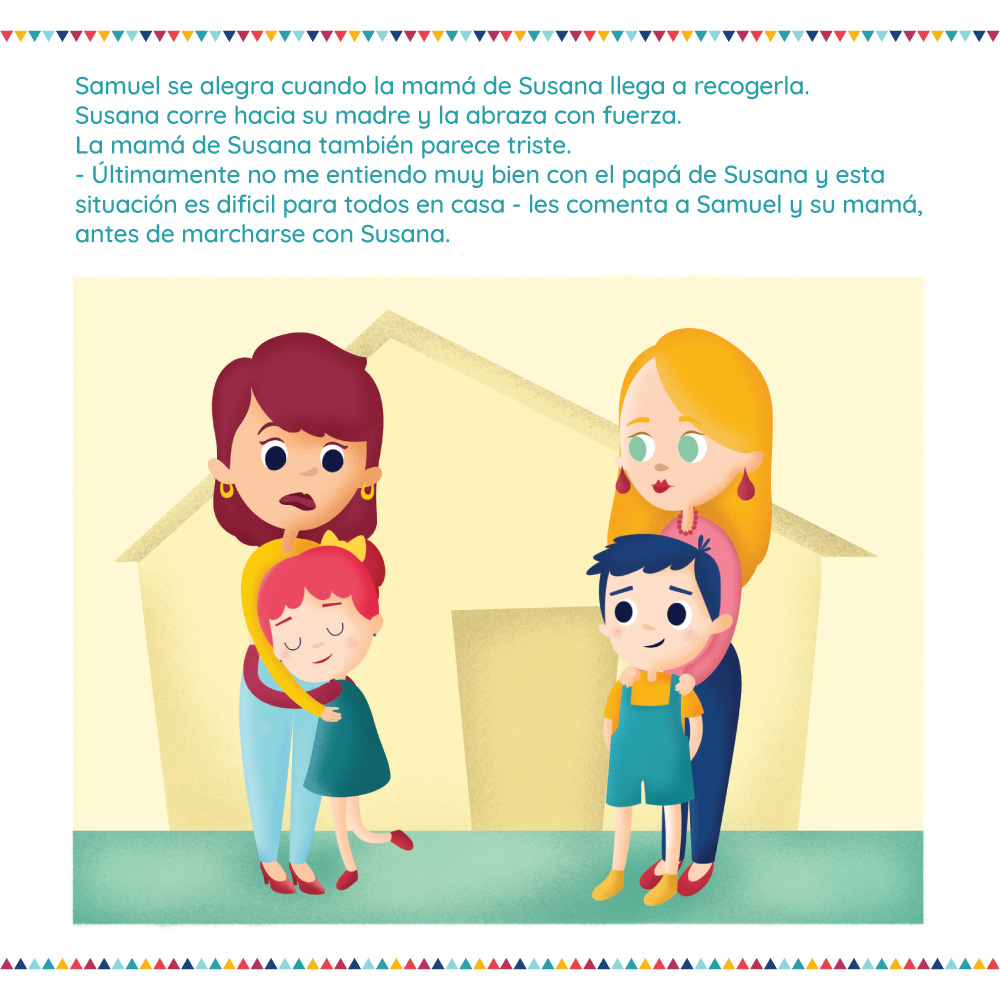 Samuel se alegra cuando la mamá de Susana llega a recogerla.
Susana corre hacia su madre y la abraza con fuerza.
La mamá de Susana también parece triste.
- Últimamente no me entiendo muy bien con el papá de Susana y esta
situación es dificil para todos en casa - les comenta a Samuel y su mamá,
antes de marcharse con Susana.